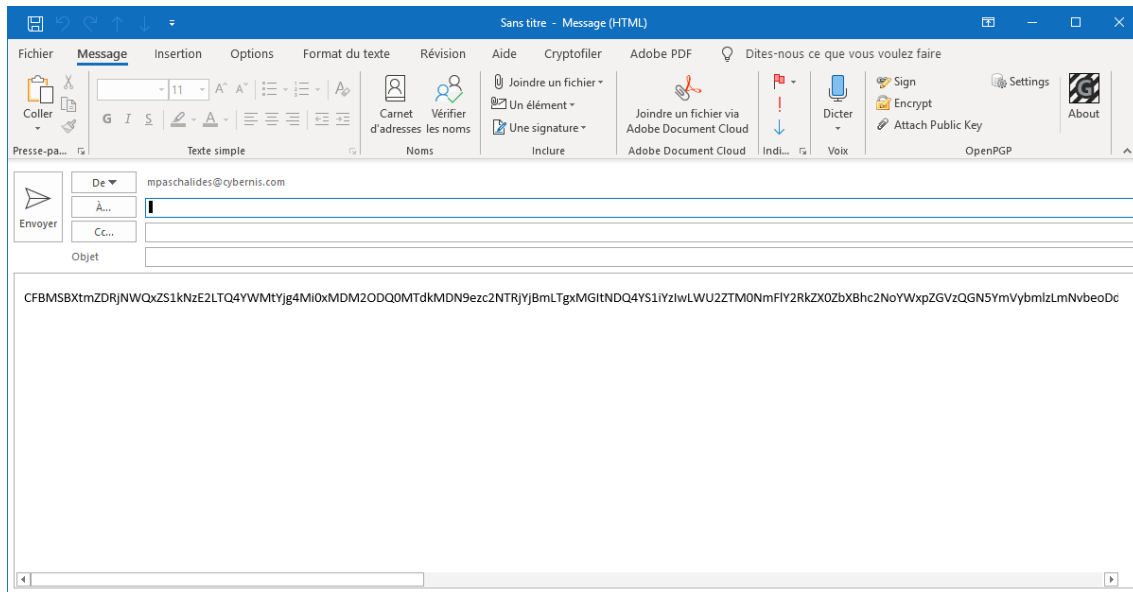 Sans titre - Message (HTML)
Fichier Message Insertion Options Format du texte Révision Aide Cryptofiler Adobe PDF Dites-nous ce que vous voulez faire
Coller
11
G I S
Carnet d'adresses
Vérifier les noms
Joindre un fichier
Un élément
Une signature
Joindre un fichier via
Adobe Document Cloud
Dicter
Sign
Encrypt
Attach Public Key
Settings
About
Presse-pa... Texte simple Noms Inclure Adobe Document Cloud Indi... Voix OpenPGP
Envoyer
De mpaschalides@cybernis.com
À...
Cc...
Objet
CFBMSBXtmZDRjNWQxZS1kNzE2LTQ4YWMtYjg4Mi0xMDM2ODQ0MTdkMDN9ezc2NTRjYjBmLTgxMGItNDQ4YS1iYzIwLWU2ZTM0NmFlY2RkZX0ZbXBhc2NoYWxpZGVzQGN5YmVybmlzLmNvbeoDd